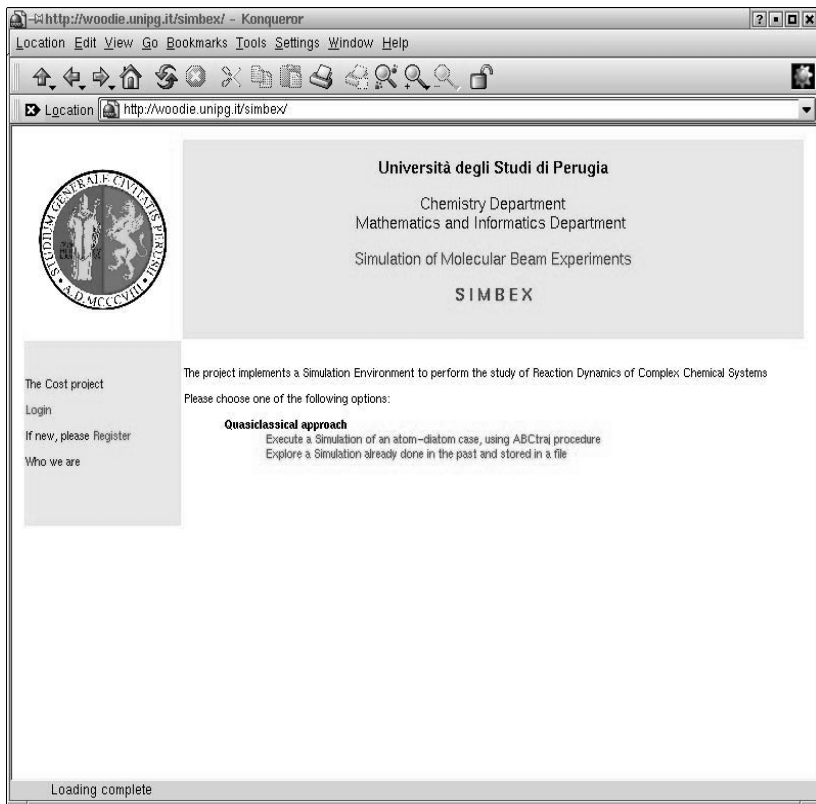 http://woodie.unipg.it/simbex/ - Konqueror
Location Edit View Go Bookmarks Tools Settings Window Help
Location http://woodie.unipg.it/simbex/
STUDIUM GENERALE CIVITATIS PERUSII
A.D. MCCCVIII
Università degli Studi di Perugia
Chemistry Department
Mathematics and Informatics Department
Simulation of Molecular Beam Experiments
SIMBEX
The Cost project
Login
If new, please Register
Who we are
The project implements a Simulation Environment to perform the study of Reaction Dynamics of Complex Chemical Systems
Please choose one of the following options:
Quasiclassical approach
Execute a Simulation of an atom-diatom case, using ABCtraj procedure
Explore a Simulation already done in the past and stored in a file
Loading complete